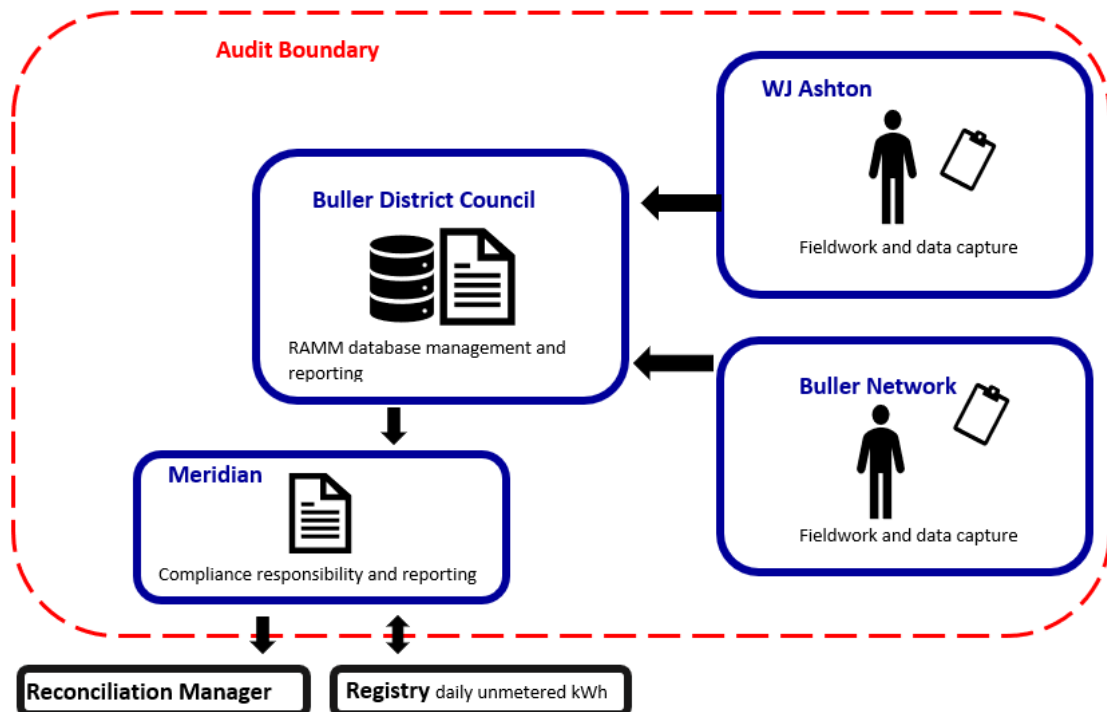 Audit Boundary
WJ Ashton
Fieldwork and data capture
Buller District Council
RAMM database management and
reporting
Buller Network
Fieldwork and data capture
Meridian
Compliance responsibility and reporting
Reconciliation Manager
Registry daily unmetered kWh